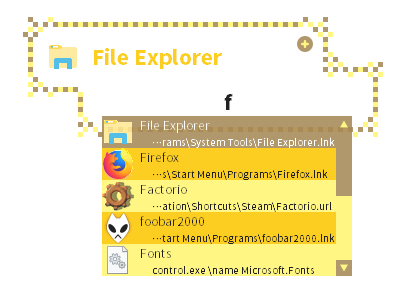 File Explorer
f
File Explorer
···rams\System Tools\File Explorer.lnk
Firefox
···s\Start Menu\Programs\Firefox.lnk
Factorio
···ation\Shortcuts\Steam\Factorio.url
foobar2000
···tart Menu\Programs\foobar2000.lnk
Fonts
control.exe \name Microsoft.Fonts